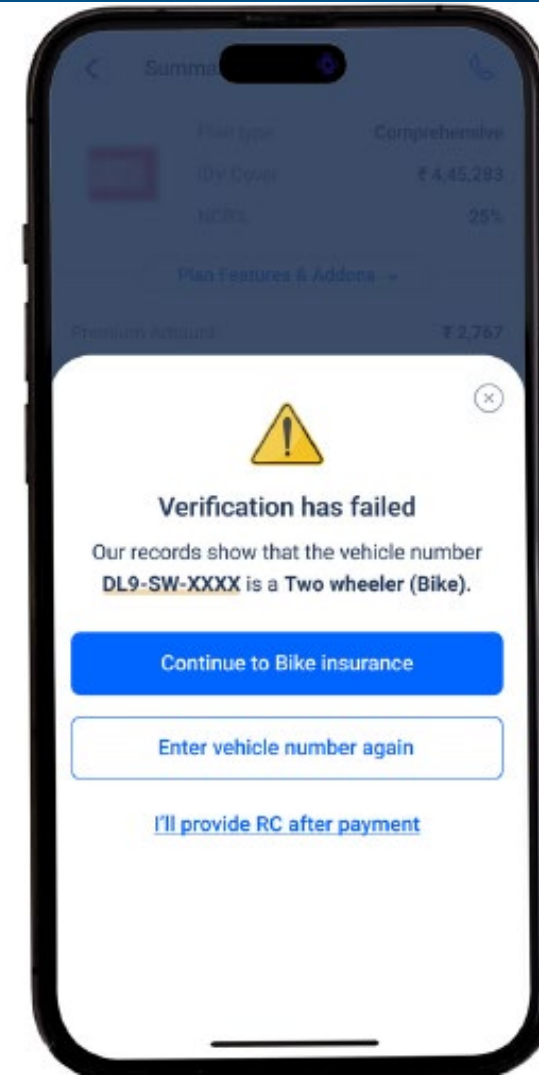 Summa
Plan type Comprehensive
IDV Cover ₹ 4,45,283
NCB% 25%
Plan Features & Addons
Premium Amount ₹ 2,767
Verification has failed
Our records show that the vehicle number
DL9-SW-XXXX is a Two wheeler (Bike).
Continue to Bike insurance
Enter vehicle number again
I'll provide RC after payment